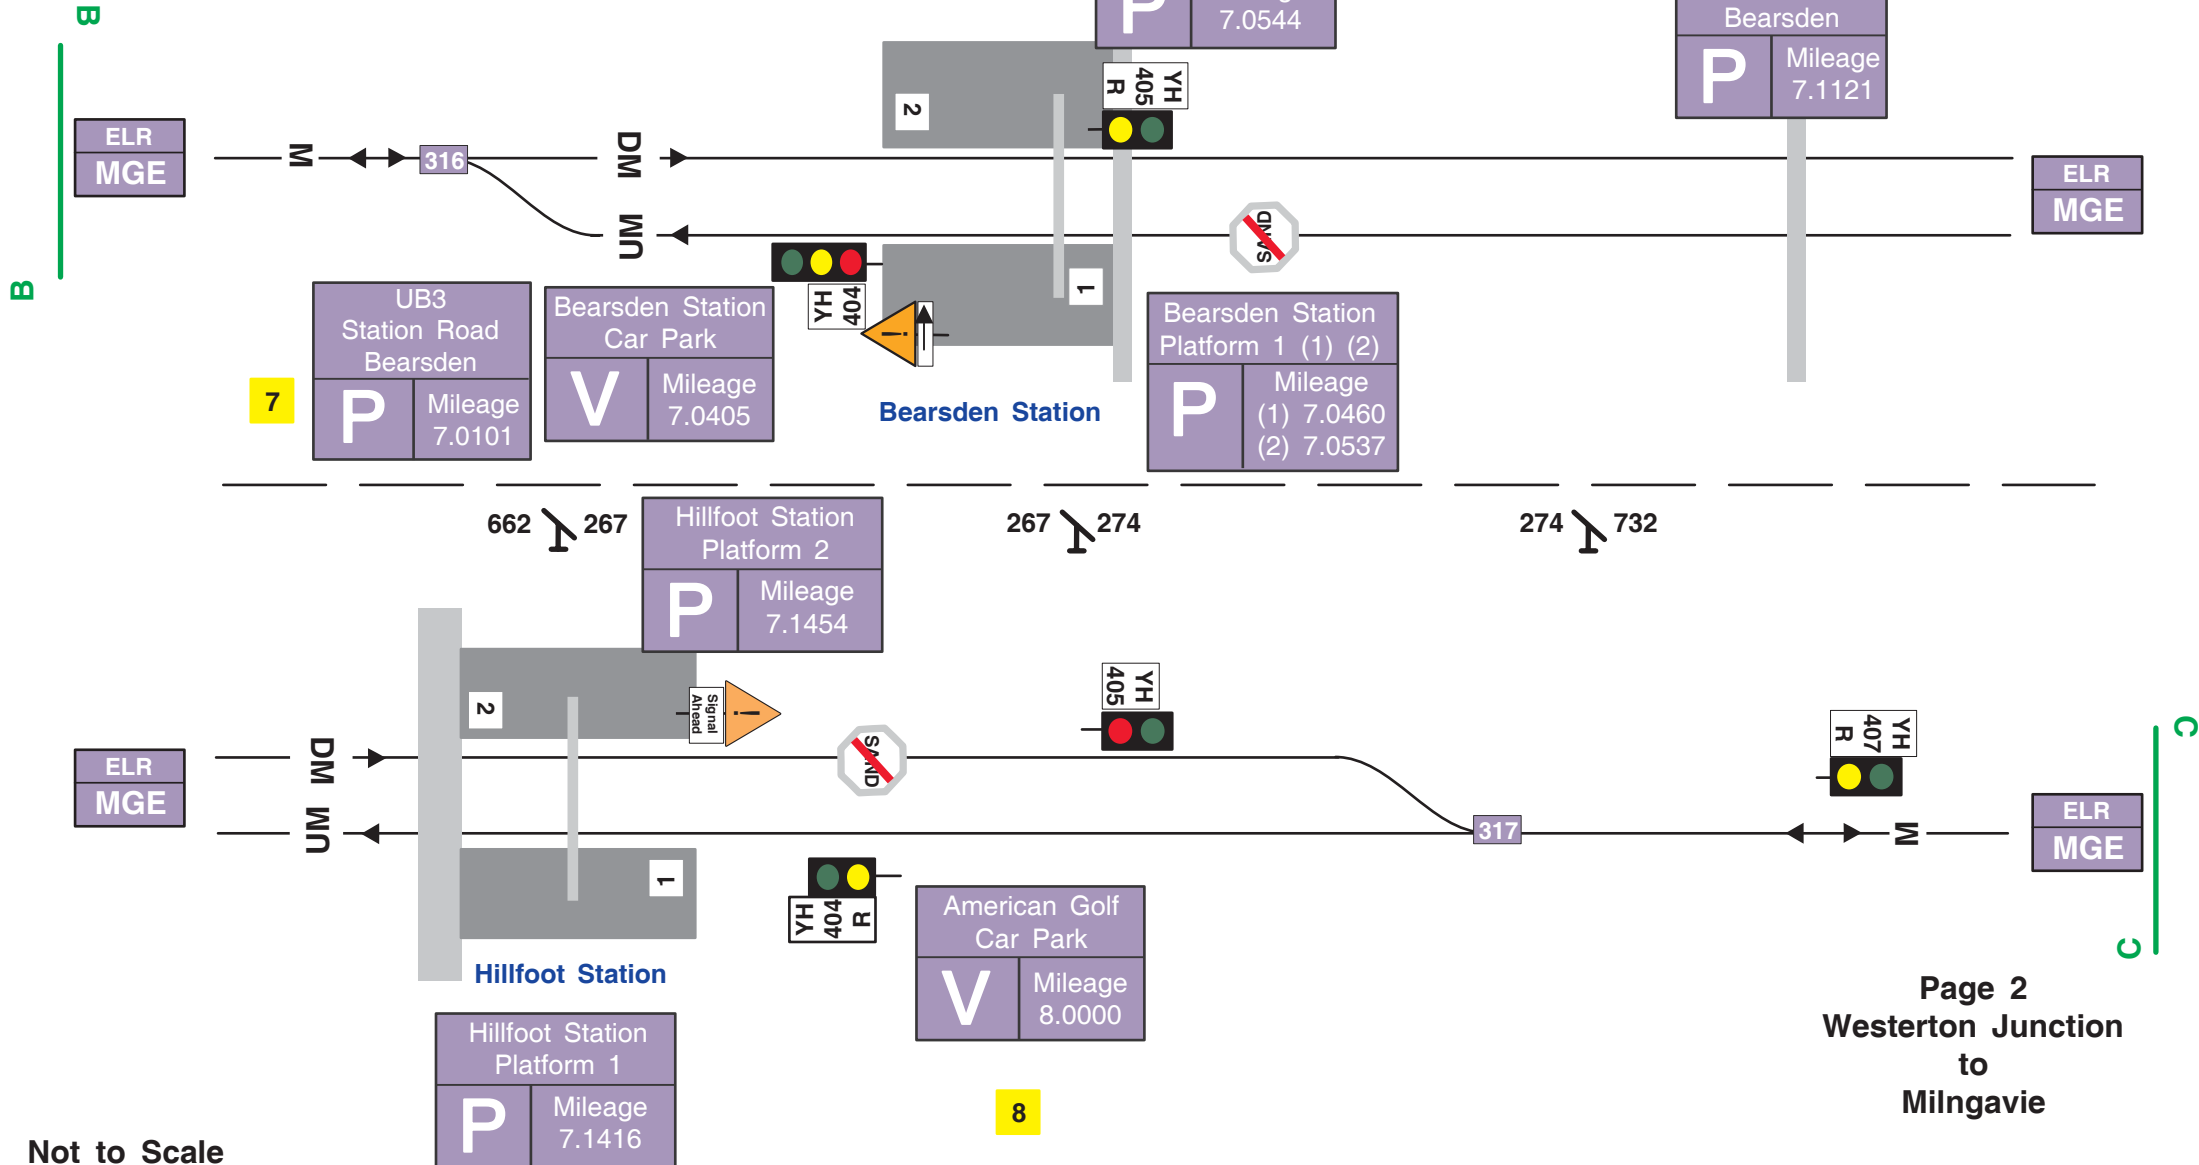 B
7.0544
Bearsden
P
Mileage
7.1121
YH
405
R
2
ELR
MGE
M
316
DM
UM
SAND
ELR
MGE
YH
404
1
B
UB3
Station Road
Bearsden
P
Mileage
7.0101
Bearsden Station
Car Park
V
Mileage
7.0405
!
Bearsden Station
Platform 1 (1) (2)
P
Mileage
(1) 7.0460
(2) 7.0537
7
Bearsden Station
662 267
267 274
274 732
Hillfoot Station
Platform 2
P
Mileage
7.1454
2
Signal
Ahead
!
YH
405
YH
407
R
C
ELR
MGE
DM
UM
SAND
317
M
ELR
MGE
1
YH
404
R
American Golf
Car Park
V
Mileage
8.0000
C
Hillfoot Station
Page 2
Westerton Junction
to
Milngavie
Hillfoot Station
Platform 1
P
Mileage
7.1416
8
Not to Scale